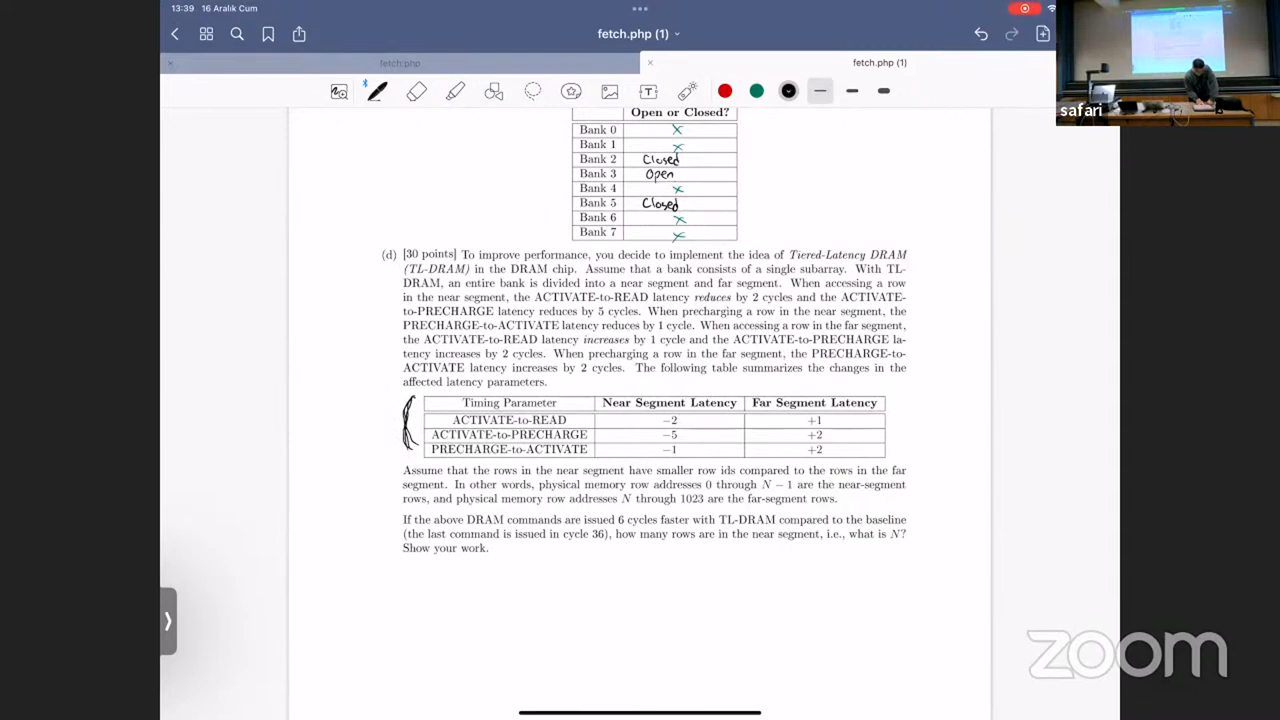 13:39 16 Aralık Cum
fetch.php (1)
fetch.php
fetch.php (1)
safari
Open or Closed?
Bank 0 X
Bank 1 X
Bank 2 Closed
Bank 3 Open
Bank 4 X
Bank 5 Closed
Bank 6 X
Bank 7 X
(d) [30 points] To improve performance, you decide to implement the idea of Tiered-Latency DRAM
(TL-DRAM) in the DRAM chip. Assume that a bank consists of a single subarray. With TL-
DRAM, an entire bank is divided into a near segment and far segment. When accessing a row
in the near segment, the ACTIVATE-to-READ latency reduces by 2 cycles and the ACTIVATE-
to-PRECHARGE latency reduces by 5 cycles. When precharging a row in the near segment, the
PRECHARGE-to-ACTIVATE latency reduces by 1 cycle. When accessing a row in the far segment,
the ACTIVATE-to-READ latency increases by 1 cycle and the ACTIVATE-to-PRECHARGE la-
tency increases by 2 cycles. When precharging a row in the far segment, the PRECHARGE-to-
ACTIVATE latency increases by 2 cycles. The following table summarizes the changes in the
affected latency parameters.
Timing Parameter Near Segment Latency Far Segment Latency
ACTIVATE-to-READ −2 +1
ACTIVATE-to-PRECHARGE −5 +2
PRECHARGE-to-ACTIVATE −1 +2
Assume that the rows in the near segment have smaller row ids compared to the rows in the far
segment. In other words, physical memory row addresses 0 through N − 1 are the near-segment
rows, and physical memory row addresses N through 1023 are the far-segment rows.
If the above DRAM commands are issued 6 cycles faster with TL-DRAM compared to the baseline
(the last command is issued in cycle 36), how many rows are in the near segment, i.e., what is N?
Show your work.
zoom